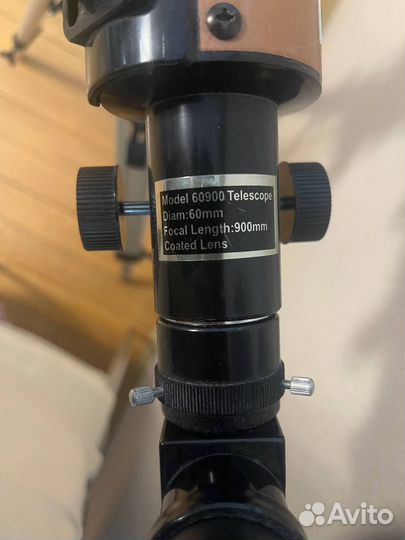 Model 60900 Telescope
Diam:60mm
Focal Length:900mm
Coated Lens
Avito